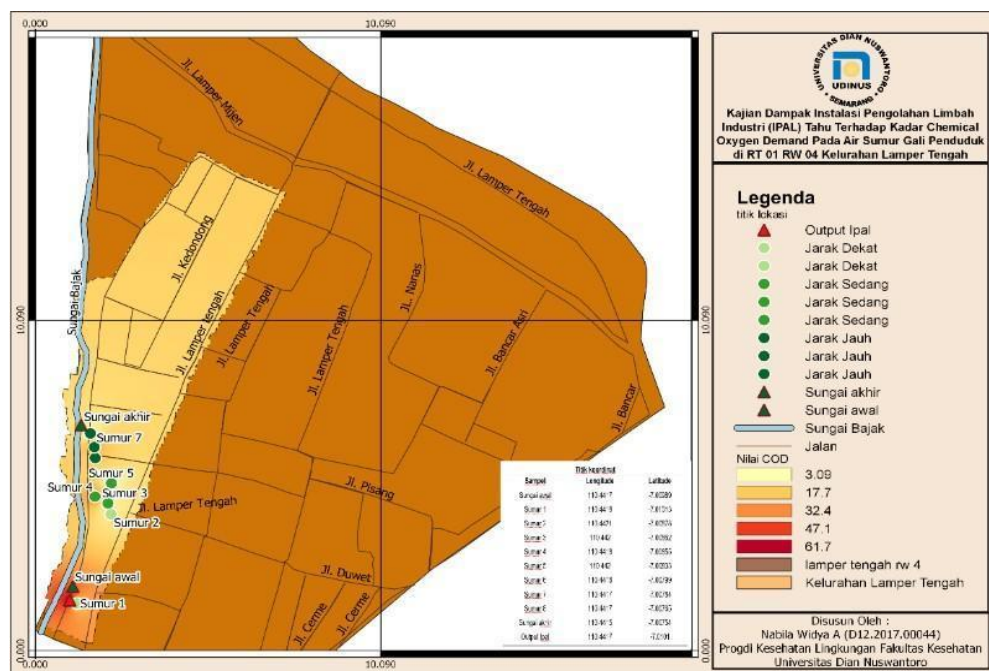 0.000
10.090
Jl. Lamper Mijen
Jl. Lamper Tengah
Jl. Kedondong
Sungai Bajak
Jl. Lamper tengah
Jl. Lamper Tengah
Jl. Lamper Tengah
Jl. Nanas
Jl. Bancar Asri
Jl. Bancar
10.090
10.090
Sungai akhir
Sumur 7
Sumur 5
Sumur 4
Sumur 3
Sumur 2
Jl. Lamper Tengah
Jl. Pisang
Jl. Duwet
Jl. Cerme
Jl. Cerme
Sungai awal
Sumur 1
Titik koordinat
Sampel Longitude Latitude
Sungai awal
Sumur 1
Sumur 2
Sumur 3
Sumur 4
Sumur 5
Sumur 6
Sumur 7
Sumur 8
Sungai akhir
Output Ipal
0.000
0.000
-0.000
10.090
UNIVERSITAS DIAN NUSWANTORO
UDINUS
SEMARANG
Kajian Dampak Instalasi Pengolahan Limbah
Industri (IPAL) Tahu Terhadap Kadar Chemical
Oxygen Demand Pada Air Sumur Gali Penduduk
di RT 01 RW 04 Kelurahan Lamper Tengah
Legenda
titik lokasi
Output Ipal
Jarak Dekat
Jarak Dekat
Jarak Sedang
Jarak Sedang
Jarak Sedang
Jarak Jauh
Jarak Jauh
Jarak Jauh
Sungai akhir
Sungai awal
Sungai Bajak
Jalan
Nilai COD
3.09
17.7
32.4
47.1
61.7
lamper tengah rw 4
Kelurahan Lamper Tengah
Disusun Oleh :
Nabila Widya A (D12.2017.00044)
Progdi Kesehatan Lingkungan Fakultas Kesehatan
Universitas Dian Nuswantoro